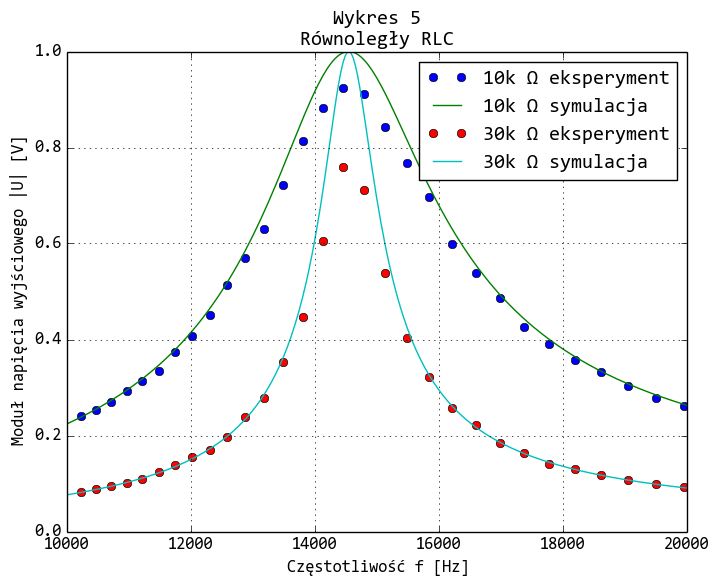 Wykres 5
Równoległy RLC
10k Ω eksperyment
10k Ω symulacja
30k Ω eksperyment
30k Ω symulacja
Moduł napięcia wyjściowego |U| [V]
1.0
0.8
0.6
0.4
0.2
0.0
10000 12000 14000 16000 18000 20000
Częstotliwość f [Hz]